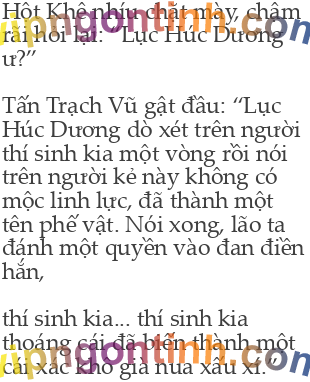 Hột Khê nhíu chặt mày, chậm
rãi hỏi lại: “Lục Húc Dương
ư?”
Tấn Trạch Vũ gật đầu: “Lục
Húc Dương dò xét trên người
thí sinh kia một vòng rồi nói
trên người kẻ này không có
mộc linh lực, đã thành một
tên phế vật. Nói xong, lão ta
đánh một quyền vào đan điền
hắn,
thí sinh kia... thí sinh kia
thoáng cái đã biến thành một
cái xác khô già nua xấu xí.”